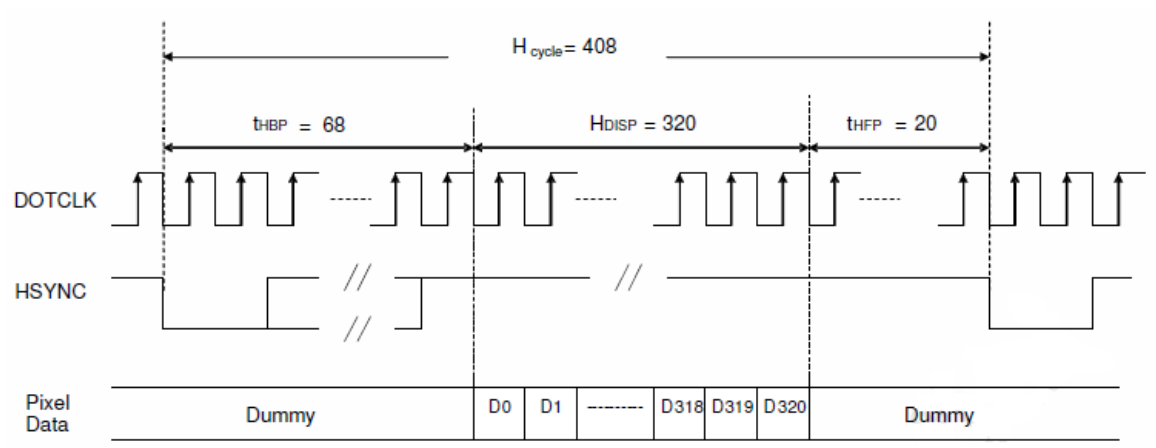 H cycle = 408
tHBP = 68
HDISP = 320
tHFP = 20
DOTCLK
HSYNC
Pixel Data
Dummy
D0
D1
D318
D319
D320
Dummy